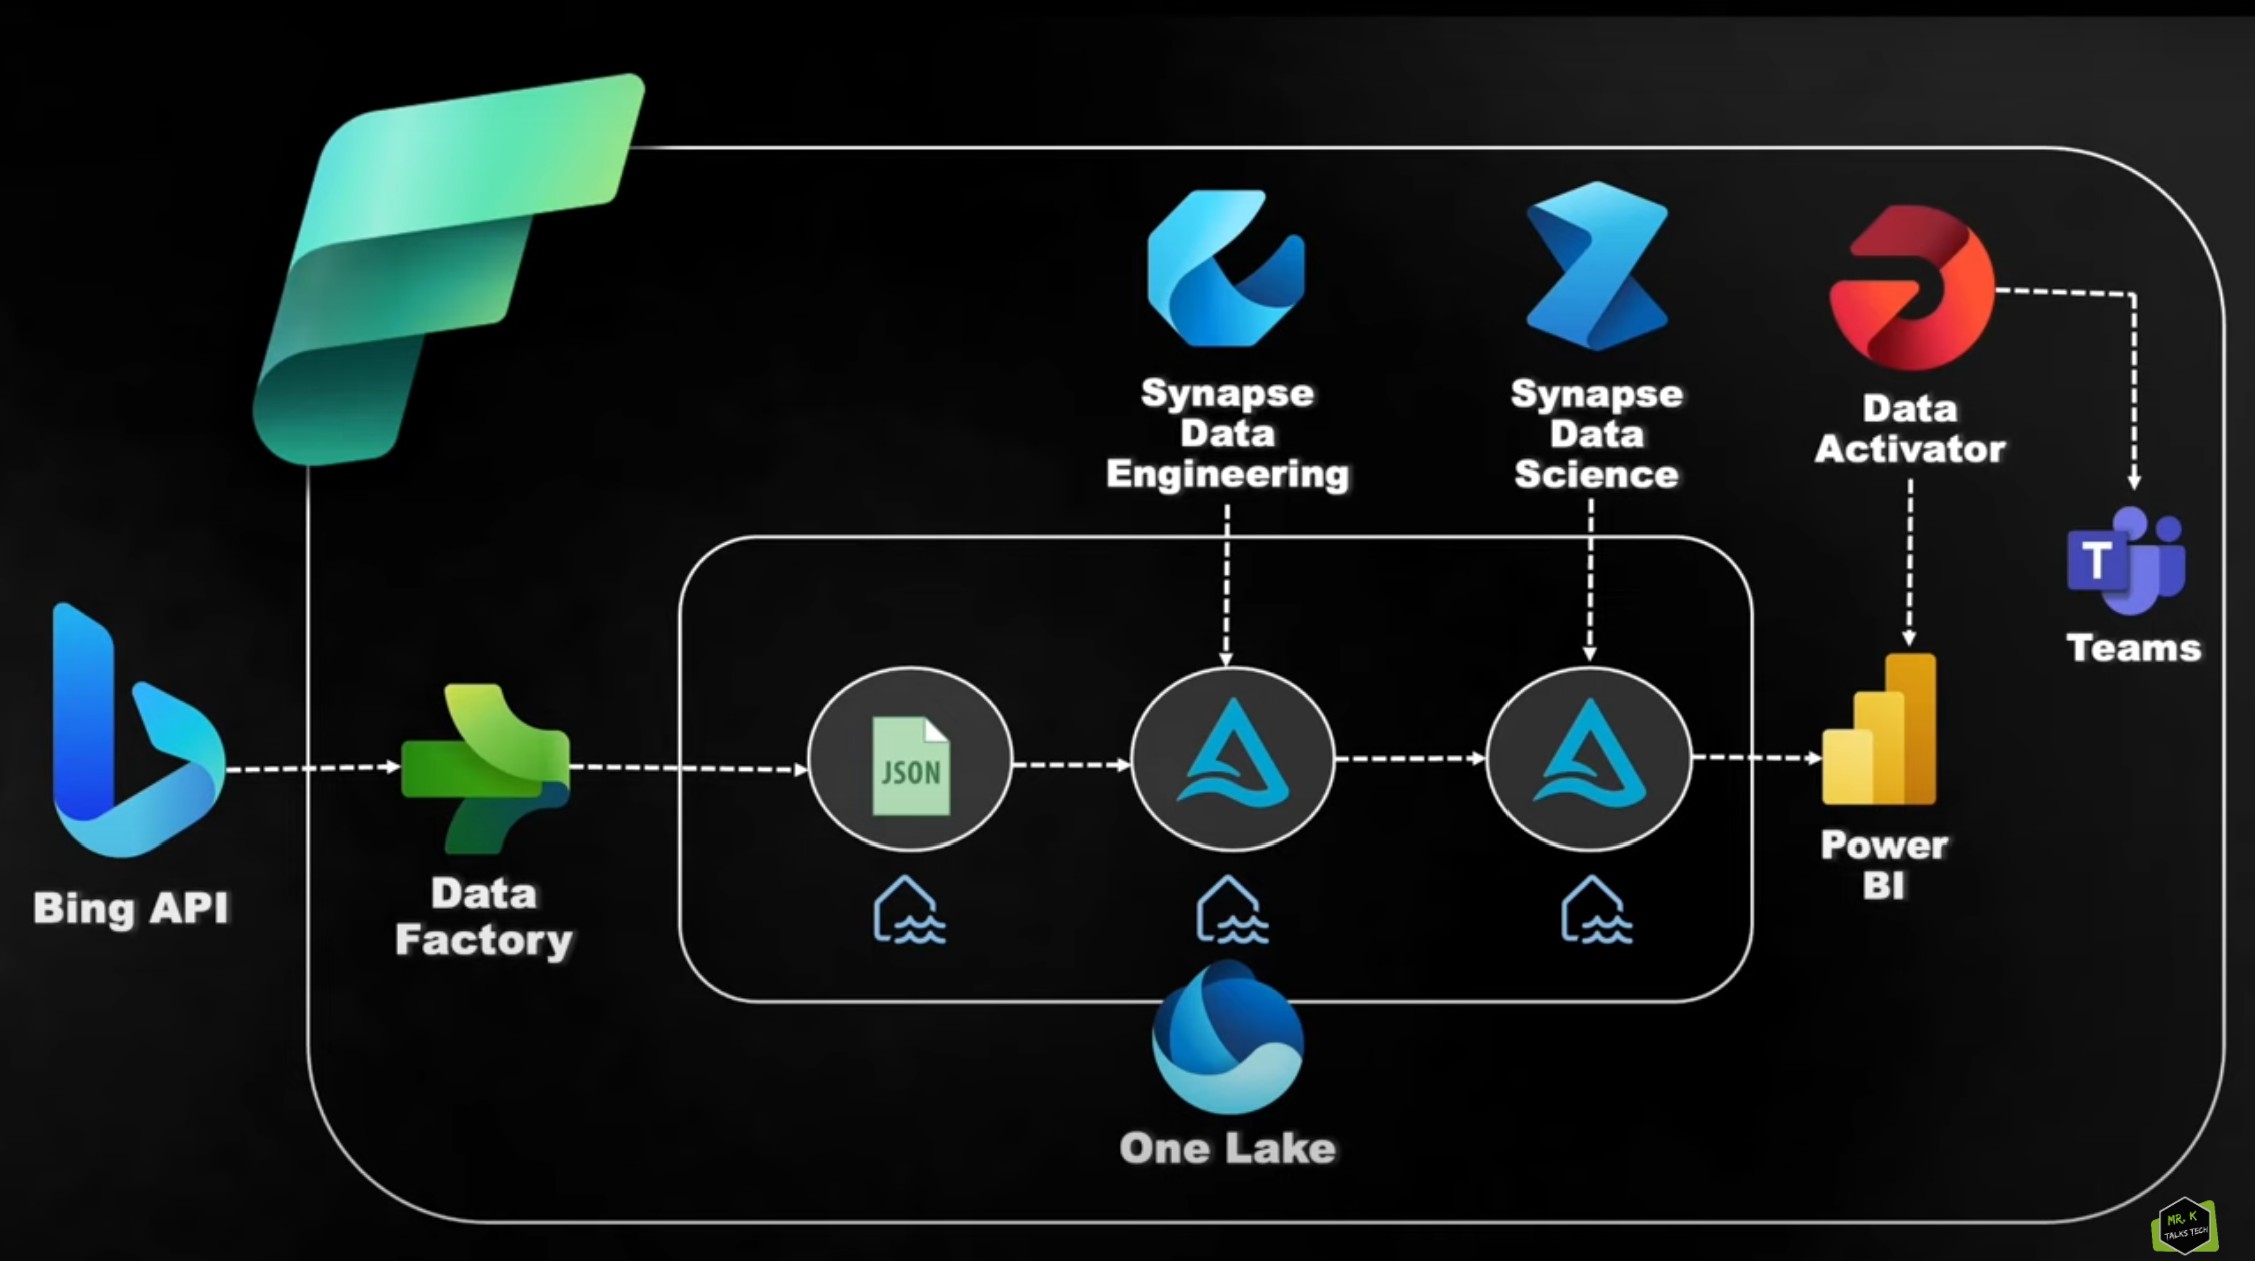 Synapse
Data
Engineering
Synapse
Data
Science
Data
Activator
T
Teams
JSON
Bing API
Data
Factory
Power
BI
One Lake
MR. K
TALKS TECH